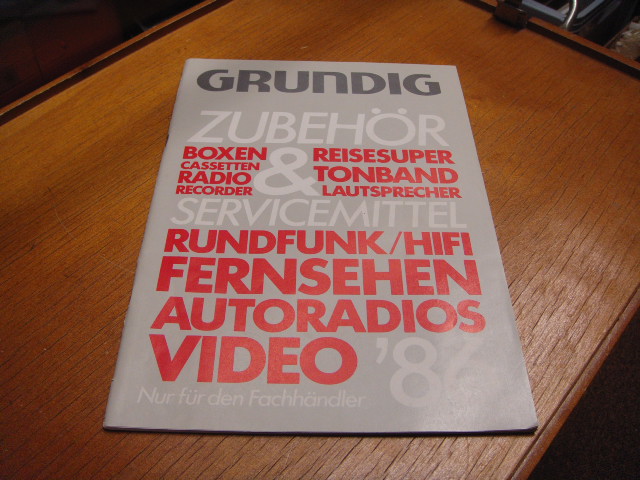 GRUNDIG
ZUBEHÖR
BOXEN
CASSETTEN
RADIO
RECORDER
&
REISESUPER
TONBAND
LAUTSPRECHER
SERVICEMITTEL
RUNDFUNK/HIFI
FERNSEHEN
AUTORADIOS
VIDEO
Nur für den Fachhändler